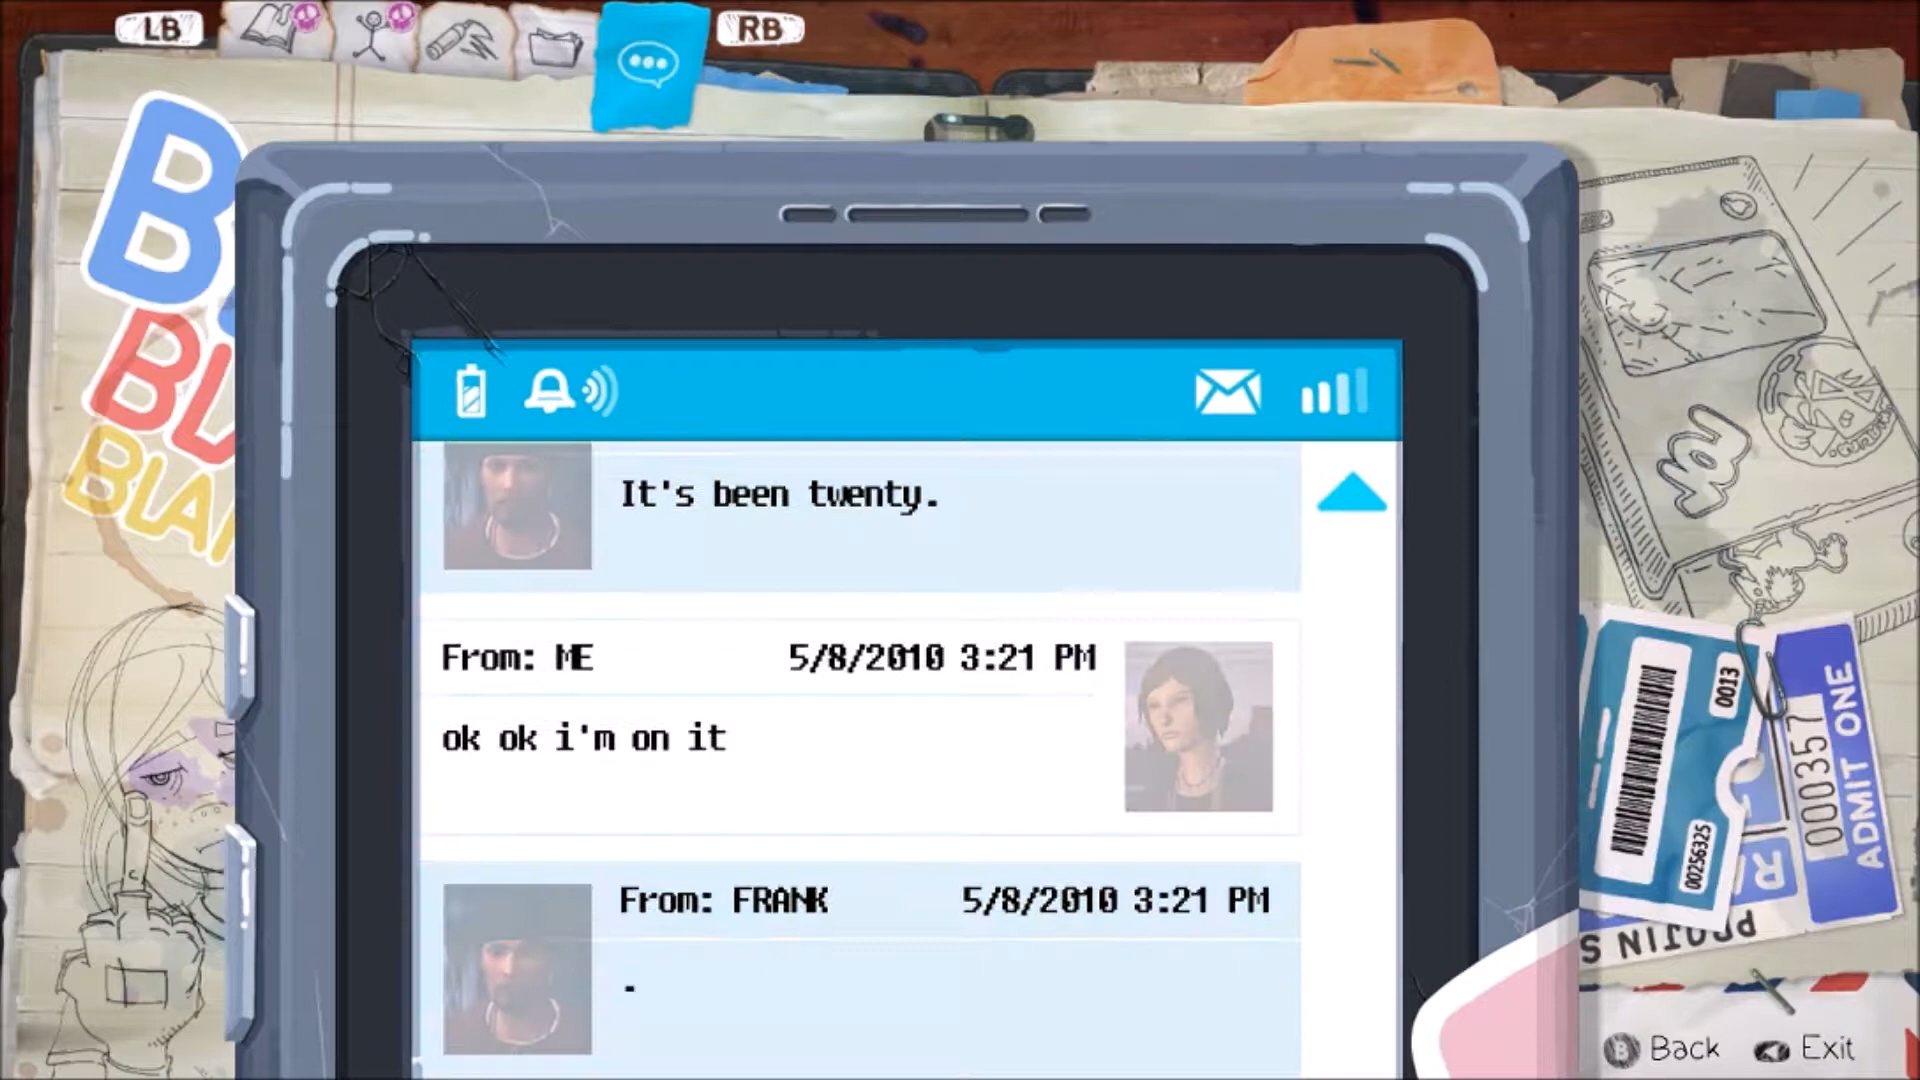 LB
RB
It's been twenty.
From: ME 5/8/2010 3:21 PM
ok ok i'm on it
From: FRANK 5/8/2010 3:21 PM
-
0013
00256325
000357
ADMIT ONE
Back
Exit